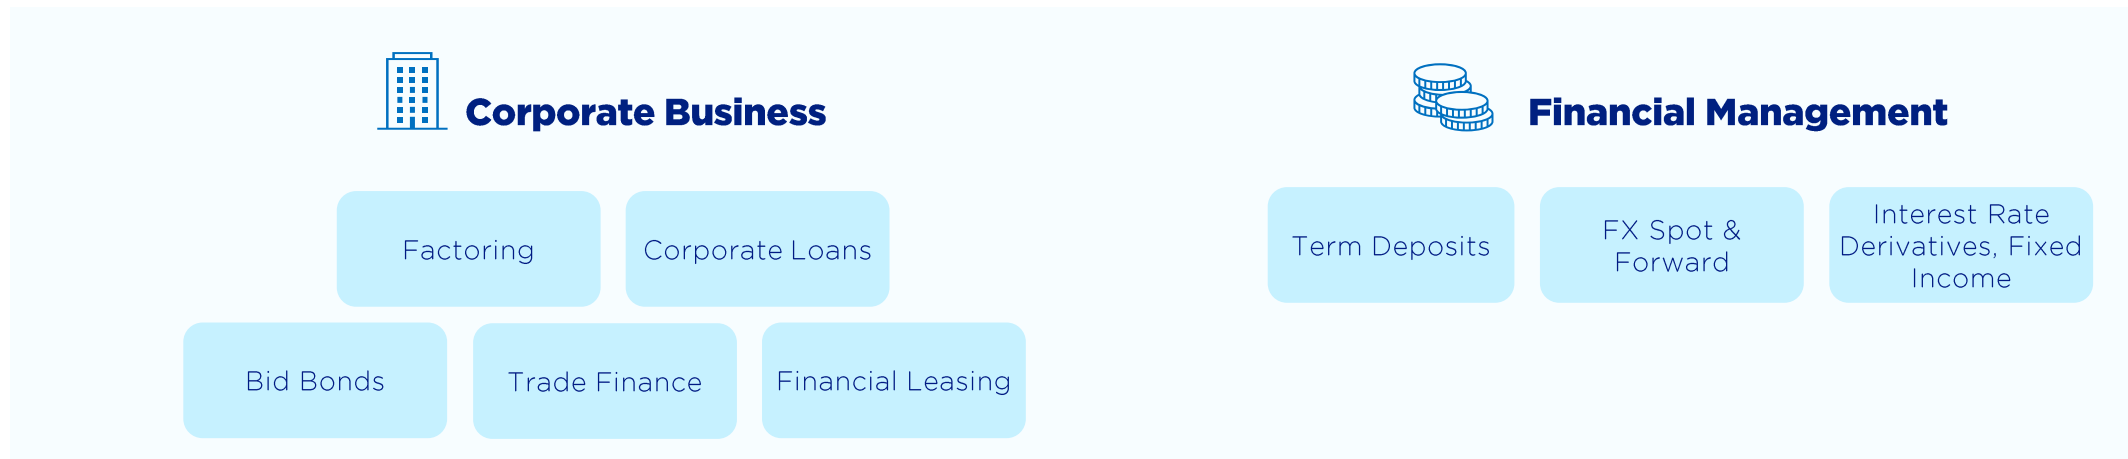 Corporate Business
Factoring
Corporate Loans
Bid Bonds
Trade Finance
Financial Leasing
Financial Management
Term Deposits
FX Spot &
Forward
Interest Rate
Derivatives, Fixed
Income